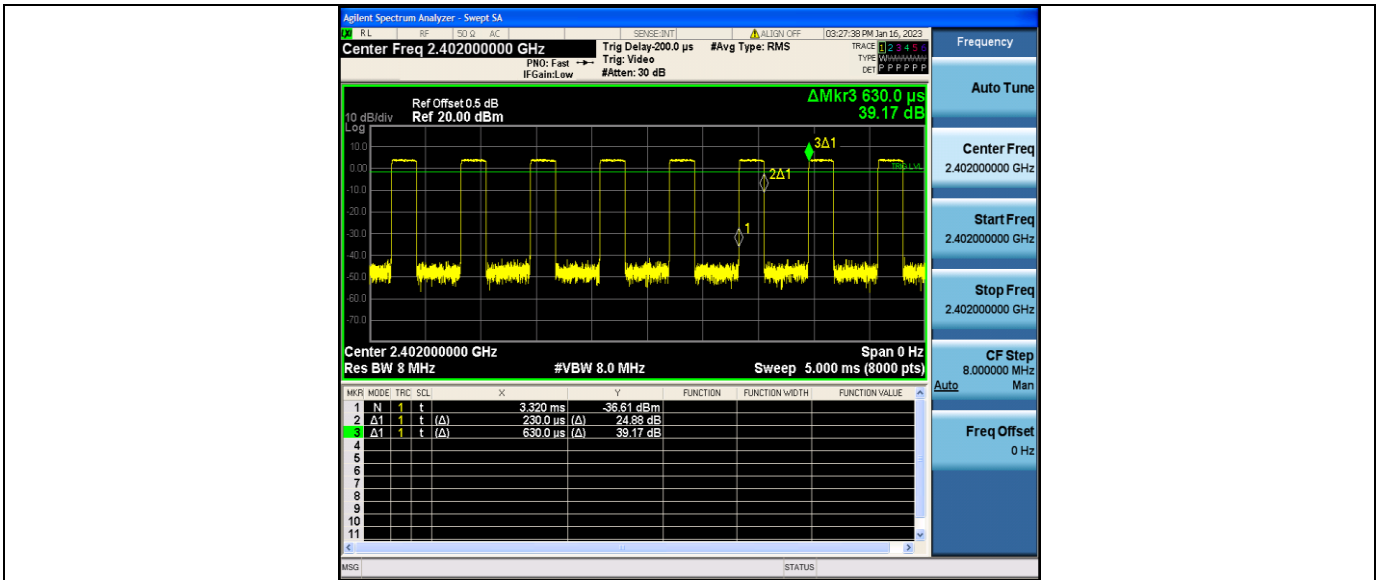 Agilent Spectrum Analyzer - Swept SA
LXI RL RF 50 Ω AC SENSE:INT ALIGN OFF 03:27:38 PM Jan 16, 2023
Center Freq 2.402000000 GHz
Trig Delay-200.0 µs #Avg Type: RMS
TRACE 1 2 3 4 5 6
PNO: Fast Trig: Video
TYPE WWWWWW
IFGain:Low #Atten: 30 dB
DET P P P P P P
ΔMkr3 630.0 µs
39.17 dB
Ref Offset 0.5 dB
10 dB/div Ref 20.00 dBm
Log
10.0
0.00
-10.0
-20.0
-30.0
-40.0
-50.0
-60.0
-70.0
3Δ1
TRIG LVL
2Δ1
1
Center 2.402000000 GHz Span 0 Hz
Res BW 8 MHz #VBW 8.0 MHz Sweep 5.000 ms (8000 pts)
MKR MODE TRC SCL X Y FUNCTION FUNCTION WIDTH FUNCTION VALUE
1 N 1 t 3.320 ms -36.61 dBm
2 Δ1 1 t (Δ) 230.0 µs (Δ) 24.88 dB
3 Δ1 1 t (Δ) 630.0 µs (Δ) 39.17 dB
4
5
6
7
8
9
10
11
MSG STATUS
Frequency
Auto Tune
Center Freq
2.402000000 GHz
Start Freq
2.402000000 GHz
Stop Freq
2.402000000 GHz
CF Step
8.000000 MHz
Auto Man
Freq Offset
0 Hz